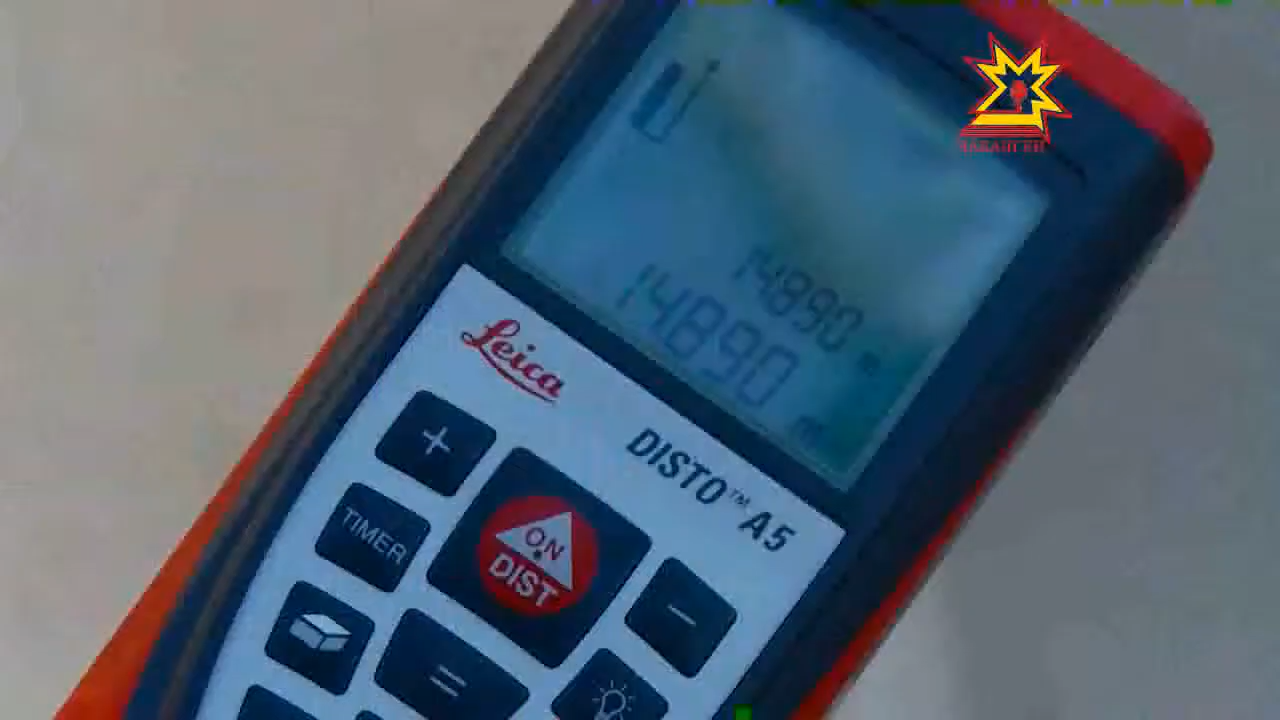 14890
14890 m
Leica
DISTO™ A5
+
TIMER
ON
DIST
−
=